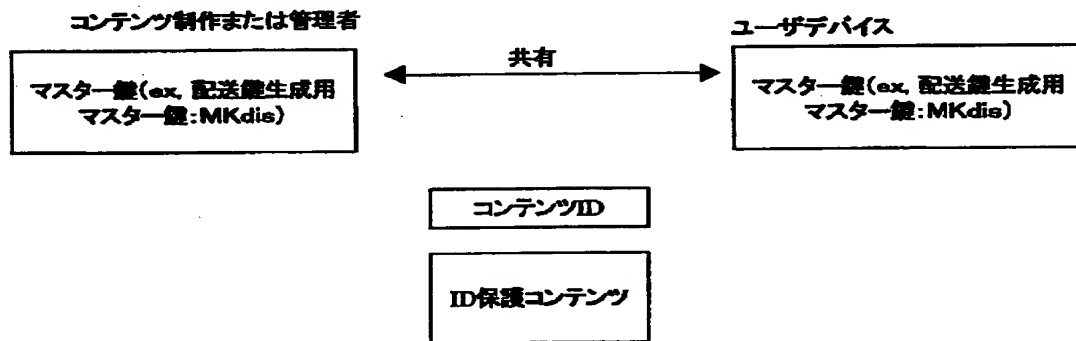 コンテンツ制作または管理者
ユーザデバイス
共有
マスター鍵(ex, 配送鍵生成用
マスター鍵:MKdis)
マスター鍵(ex, 配送鍵生成用
マスター鍵:MKdis)
コンテンツID
ID保護コンテンツ